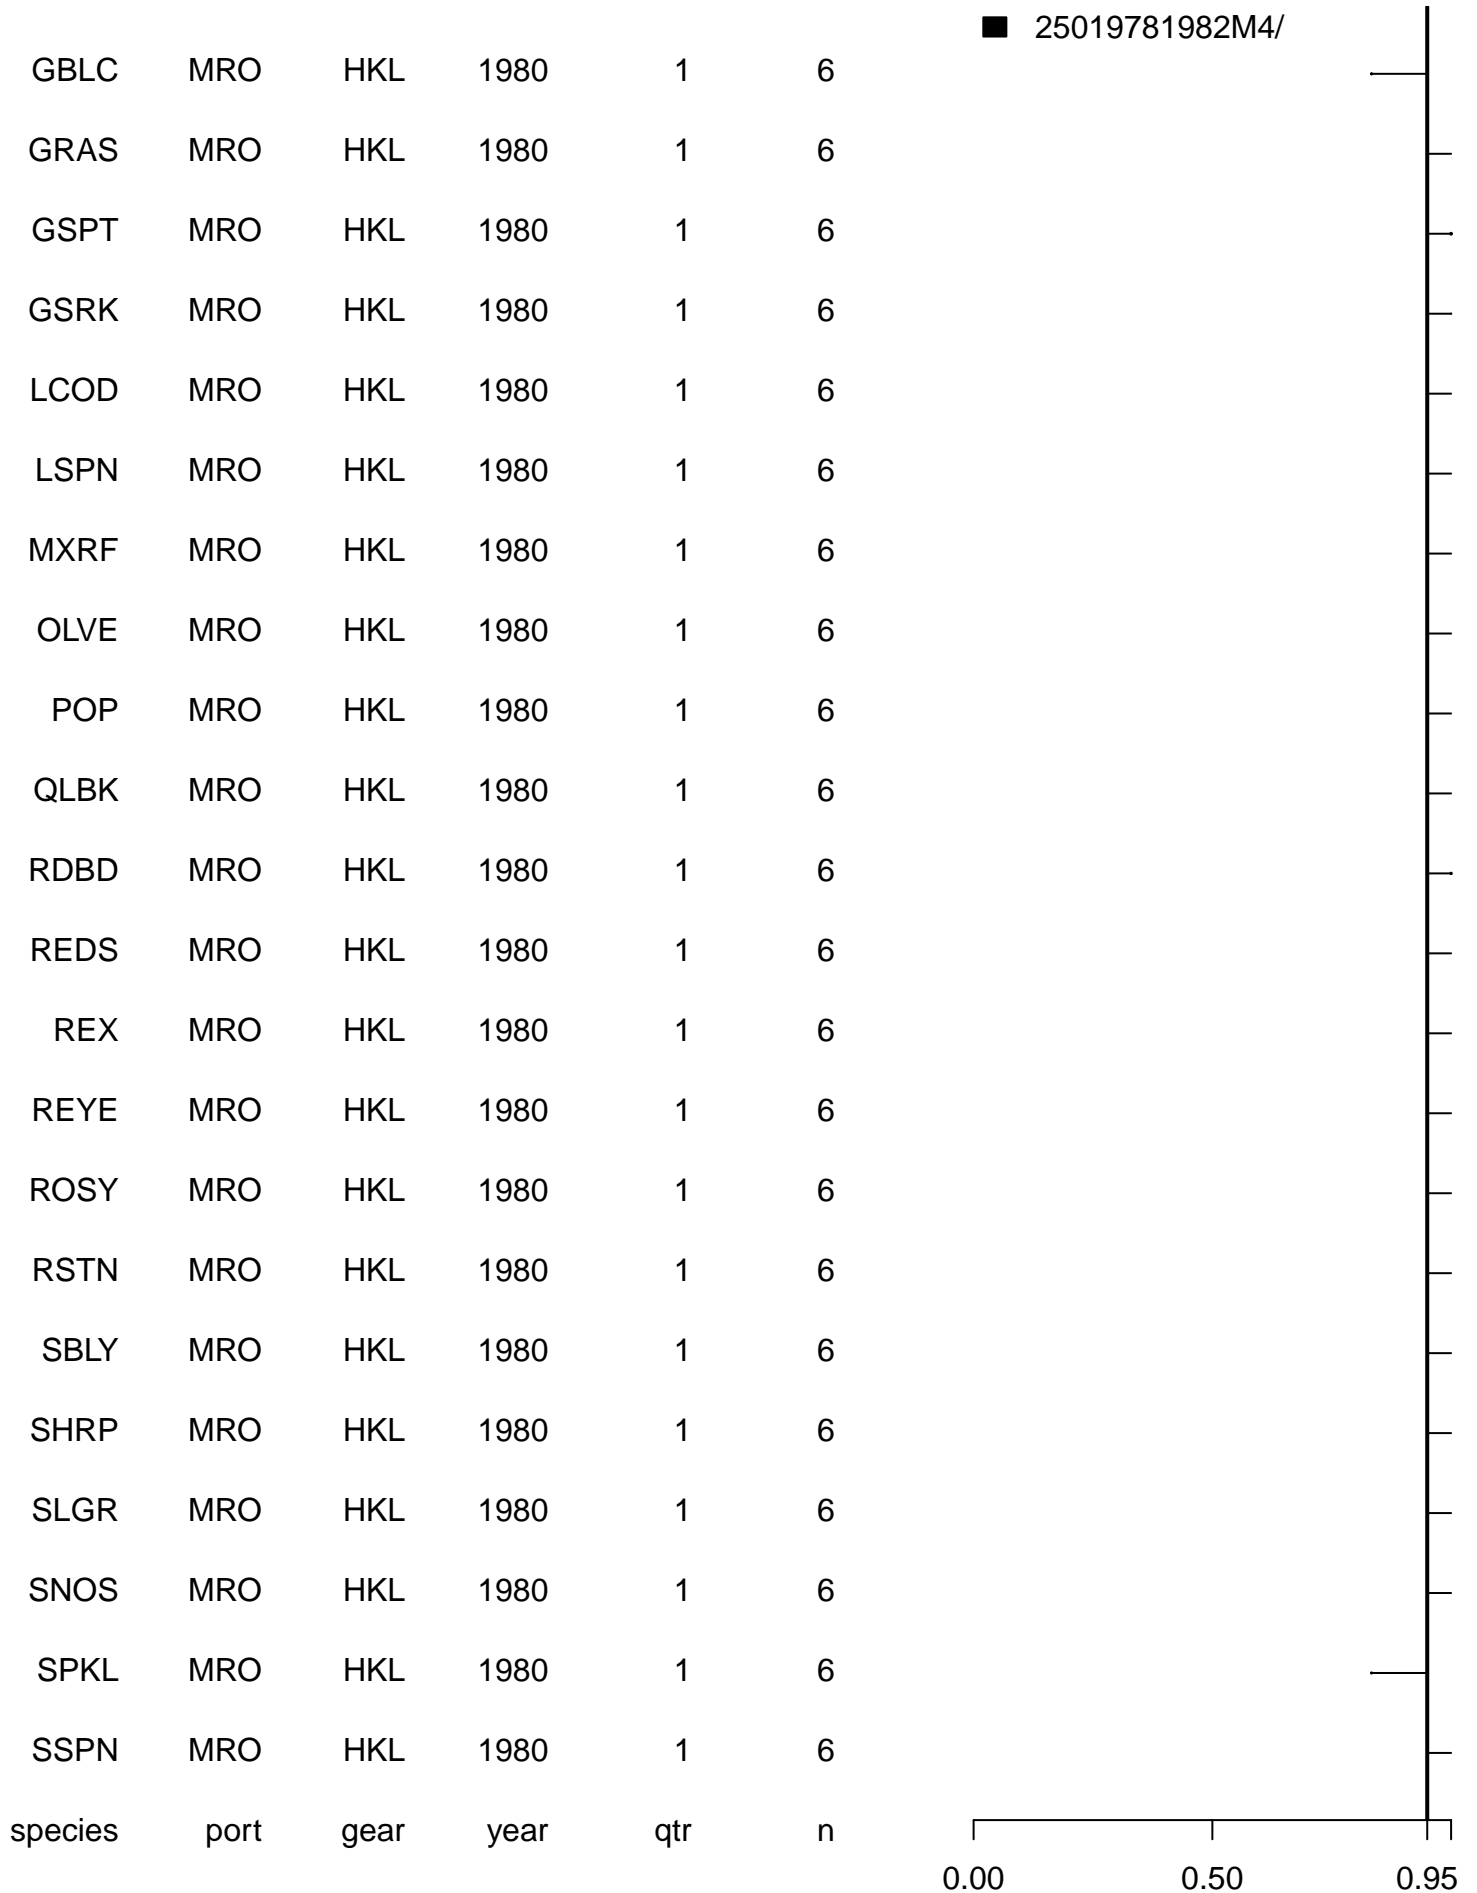 25019781982M4/
GBLC MRO HKL 1980 1 6
GRAS MRO HKL 1980 1 6
GSPT MRO HKL 1980 1 6
GSRK MRO HKL 1980 1 6
LCOD MRO HKL 1980 1 6
LSPN MRO HKL 1980 1 6
MXRF MRO HKL 1980 1 6
OLVE MRO HKL 1980 1 6
POP MRO HKL 1980 1 6
QLBK MRO HKL 1980 1 6
RDBD MRO HKL 1980 1 6
REDS MRO HKL 1980 1 6
REX MRO HKL 1980 1 6
REYE MRO HKL 1980 1 6
ROSY MRO HKL 1980 1 6
RSTN MRO HKL 1980 1 6
SBLY MRO HKL 1980 1 6
SHRP MRO HKL 1980 1 6
SLGR MRO HKL 1980 1 6
SNOS MRO HKL 1980 1 6
SPKL MRO HKL 1980 1 6
SSPN MRO HKL 1980 1 6
species port gear year qtr n
0.00 0.50 0.95